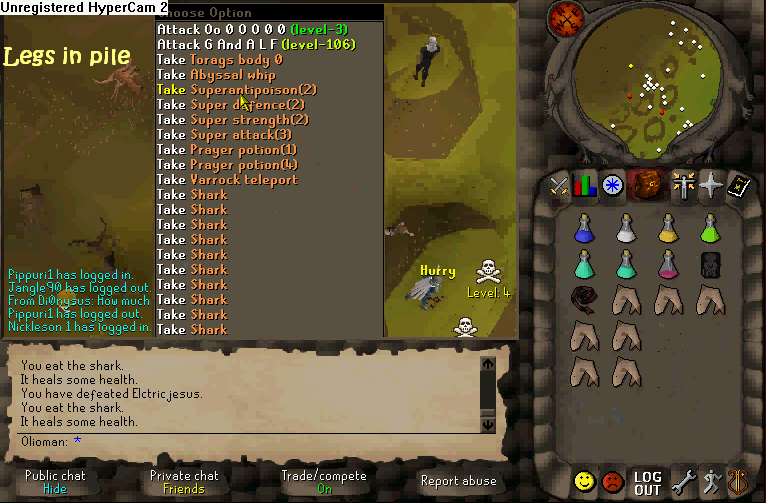 Unregistered HyperCam 2
Choose Option
Legs in pile
Attack Oo 0 0 0 0 0 (level-3)
Attack G And A L F (level-106)
Take Torags body 0
Take Abyssal whip
Take Superantipoison(2)
Take Super defence(2)
Take Super strength(2)
Take Super attack(3)
Take Prayer potion(1)
Take Prayer potion(4)
Take Varrock teleport
Take Shark
Take Shark
Take Shark
Take Shark
Take Shark
Take Shark
Take Shark
Take Shark
Take Shark
Take Shark
Hurry
Level: 4
Pippuri1 has logged in.
Jangle90 has logged out.
From Di0nysus: How much
Pippuri1 has logged out.
Nickleson 1 has logged in.
You eat the shark.
It heals some health.
You have defeated Elctricjesus.
You eat the shark.
It heals some health.
Olioman: *
Public chat
Hide
Private chat
Friends
Trade/compete
On
Report abuse
LOG
OUT